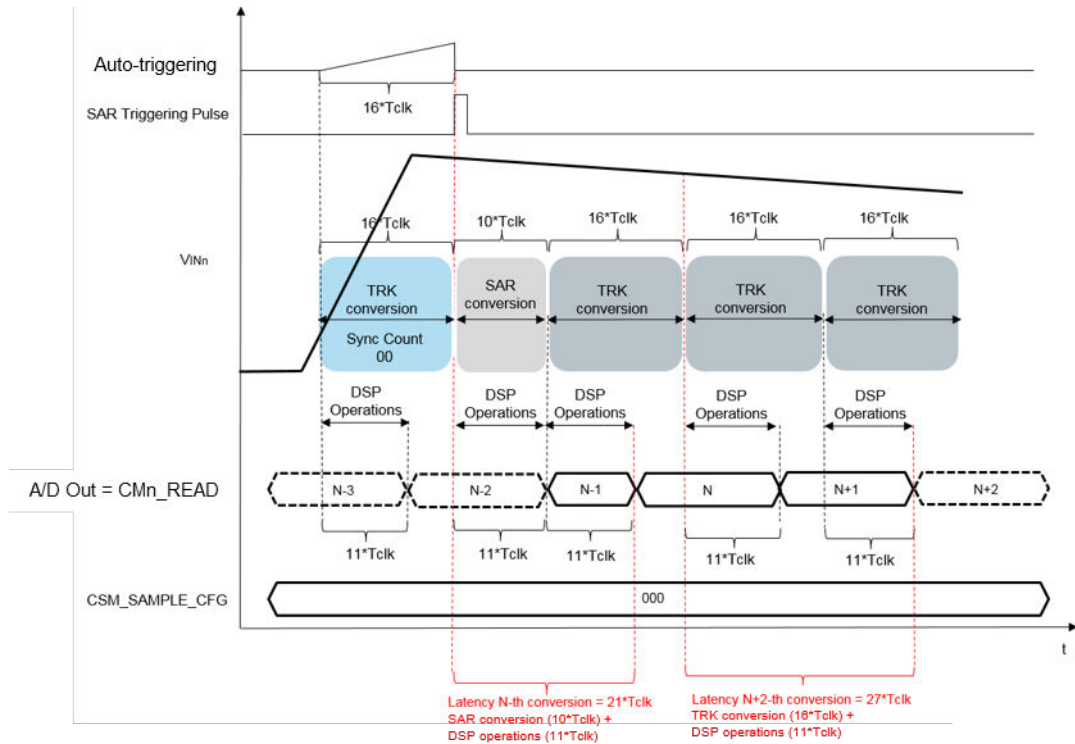 Auto-triggering
16*Tclk
SAR Triggering Pulse
16*Tclk
10*Tclk
16*Tclk
16*Tclk
16*Tclk
VINn
TRK
conversion
Sync Count
00
SAR
conversion
TRK
conversion
TRK
conversion
TRK
conversion
DSP
Operations
DSP
Operations
DSP
Operations
DSP
Operations
DSP
Operations
A/D Out = CMn_READ
N-3
N-2
N-1
N
N+1
N+2
11*Tclk
11*Tclk
11*Tclk
11*Tclk
11*Tclk
CSM_SAMPLE_CFG
000
t
Latency N-th conversion = 21*Tclk
SAR conversion (10*Tclk) +
DSP operations (11*Tclk)
Latency N+2-th conversion = 27*Tclk
TRK conversion (16*Tclk) +
DSP operations (11*Tclk)